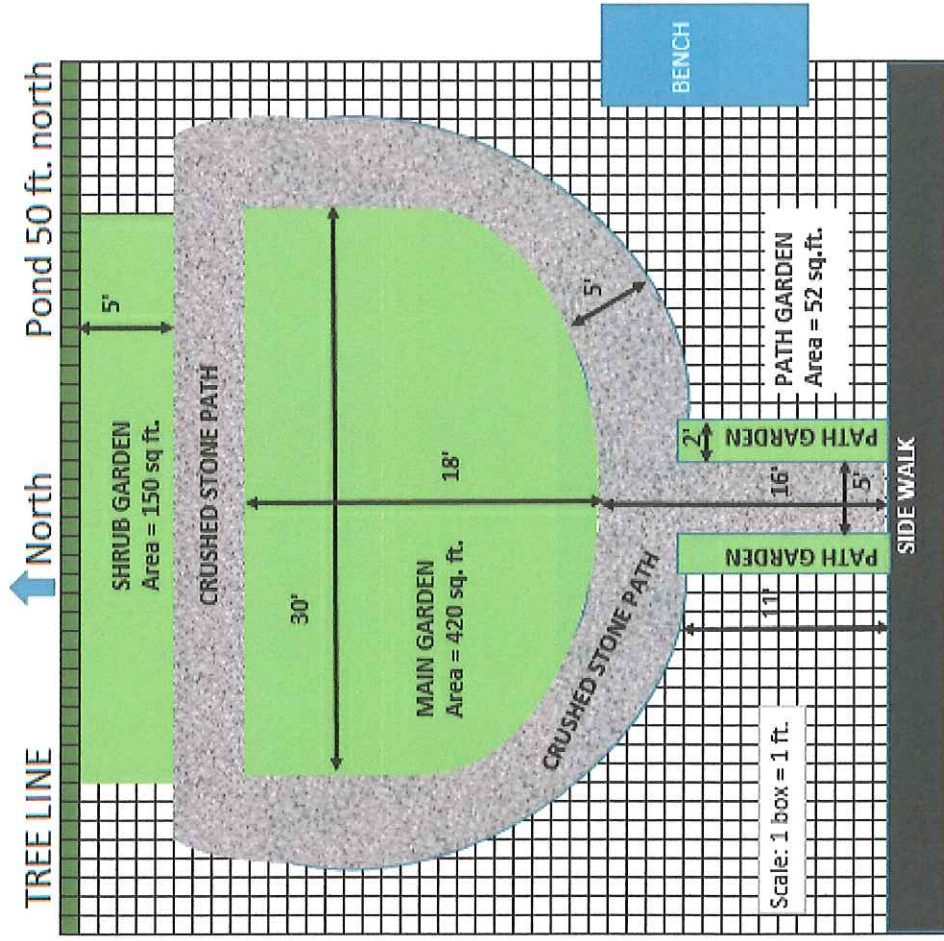 TREE LINE
North
Pond 50 ft. north
5'
SHRUB GARDEN
Area = 150 sq ft.
CRUSHED STONE PATH
30'
18'
MAIN GARDEN
Area = 420 sq. ft.
5'
CRUSHED STONE PATH
BENCH
PATH GARDEN
Area = 52 sq.ft.
2'
PATH GARDEN
PATH GARDEN
16'
5'
11'
Scale: 1 box = 1 ft.
SIDE WALK